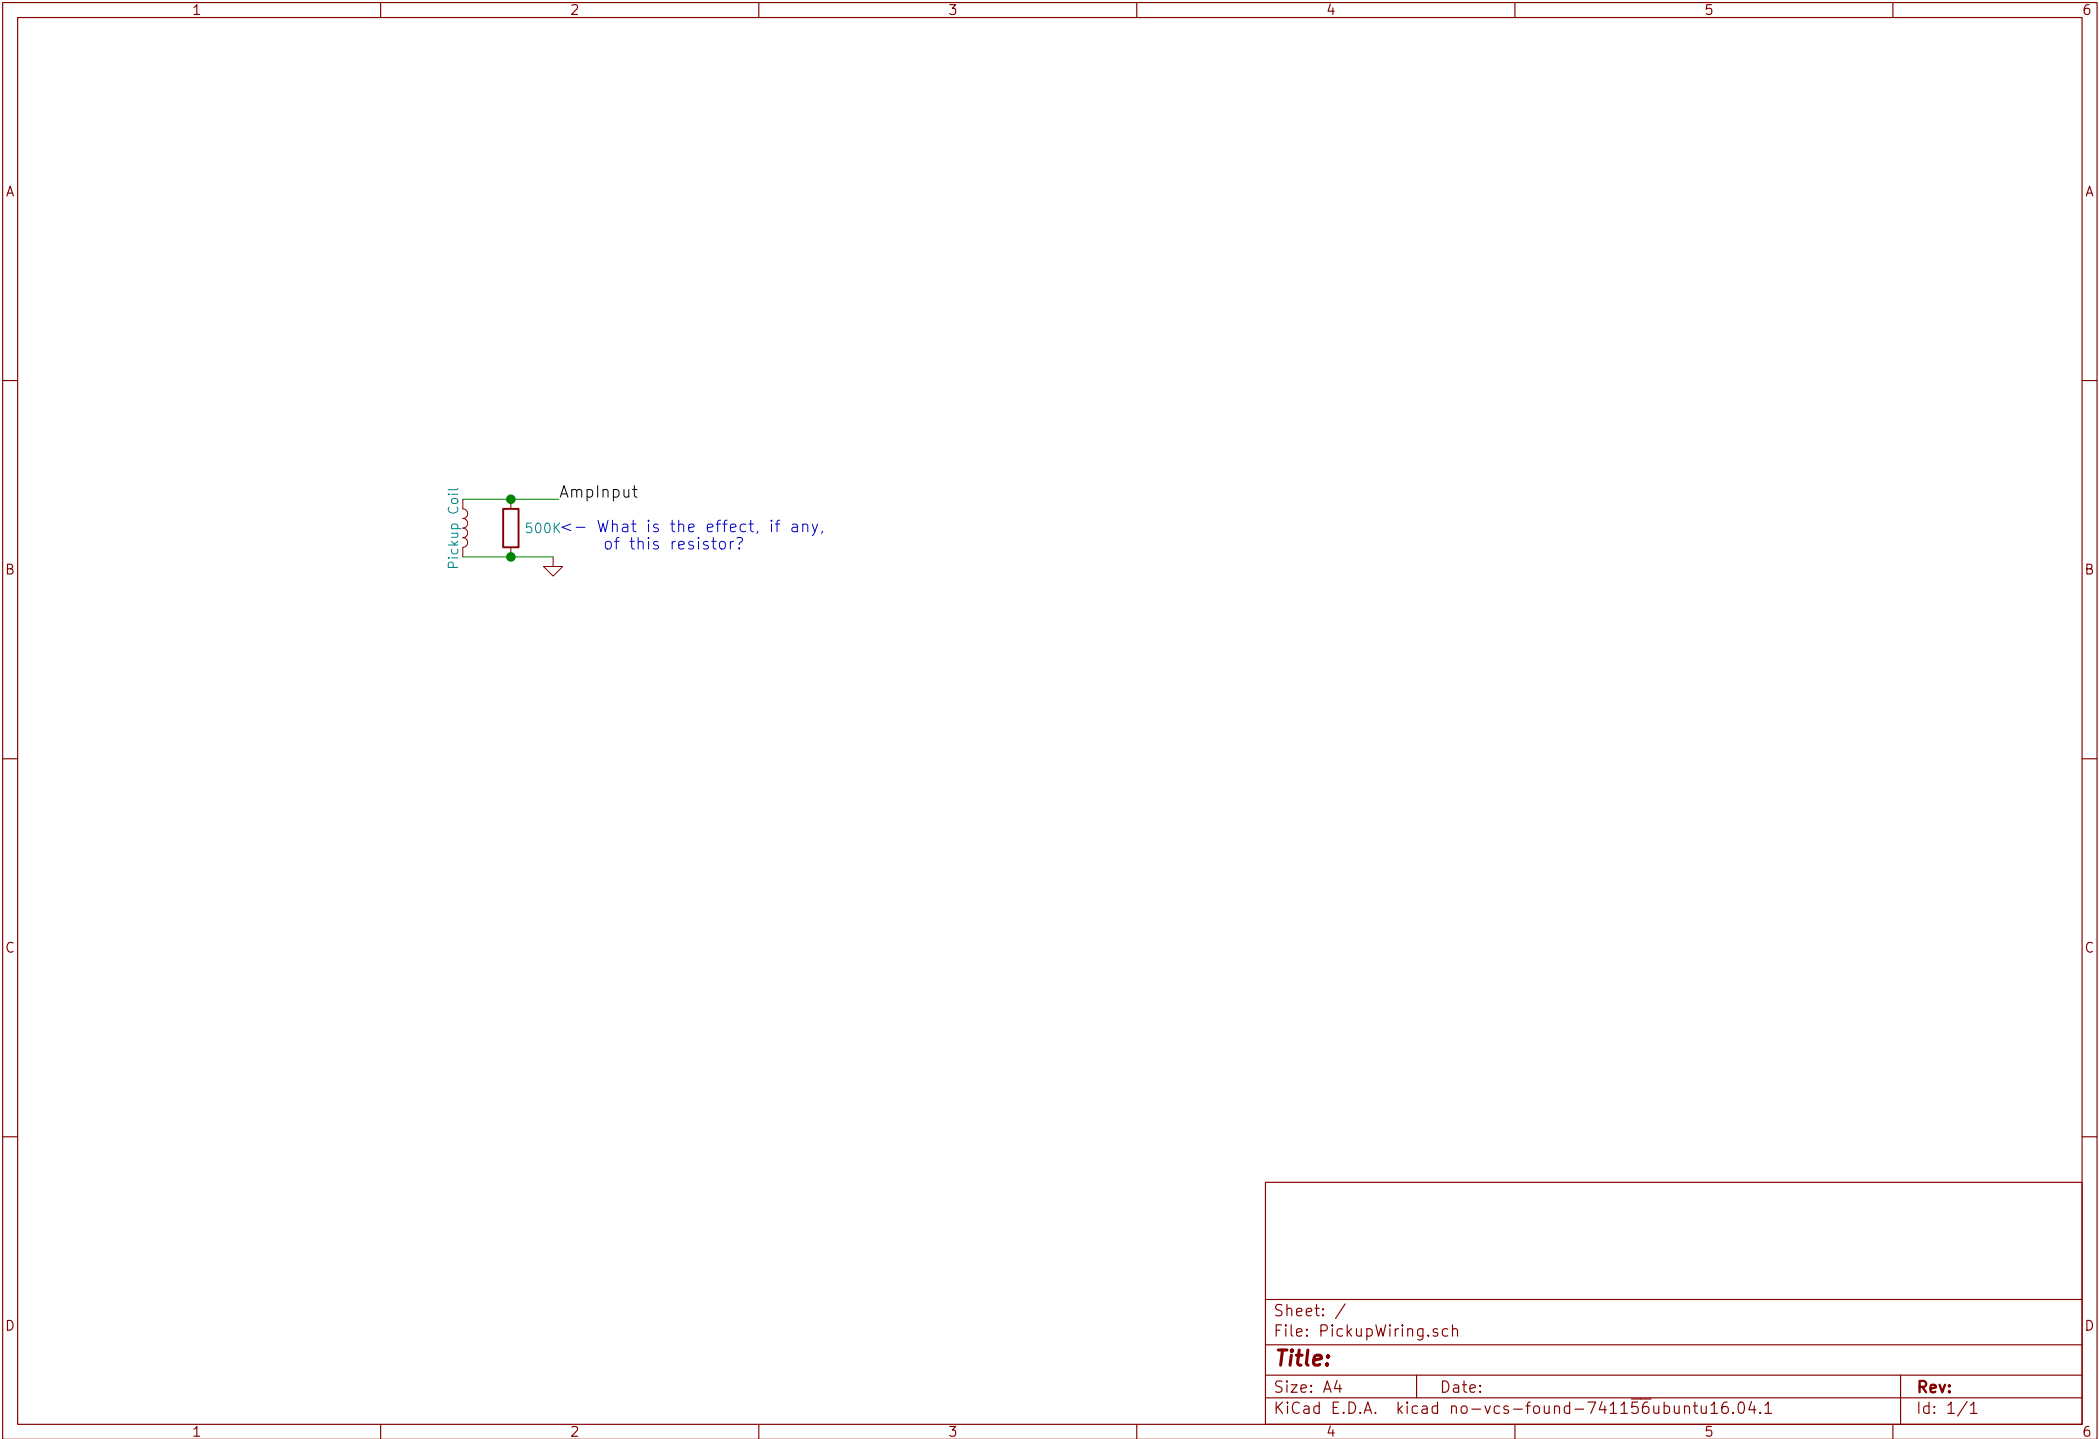 1 2 3 4 5 6
A A
AmpInput
Pickup Coil
500K
<- What is the effect, if any,
of this resistor?
B B
C C
Sheet: /
File: PickupWiring.sch
D D
Title:
Size: A4 Date: Rev:
KiCad E.D.A. kicad no-vcs-found-741156ubuntu16.04.1 Id: 1/1
1 2 3 4 5 6